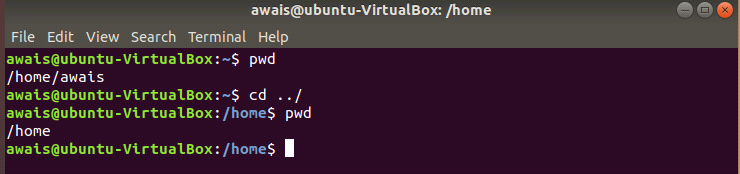 awais@ubuntu-VirtualBox: /home
File Edit View Search Terminal Help
awais@ubuntu-VirtualBox:~$ pwd
/home/awais
awais@ubuntu-VirtualBox:~$ cd ../
awais@ubuntu-VirtualBox:/home$ pwd
/home
awais@ubuntu-VirtualBox:/home$